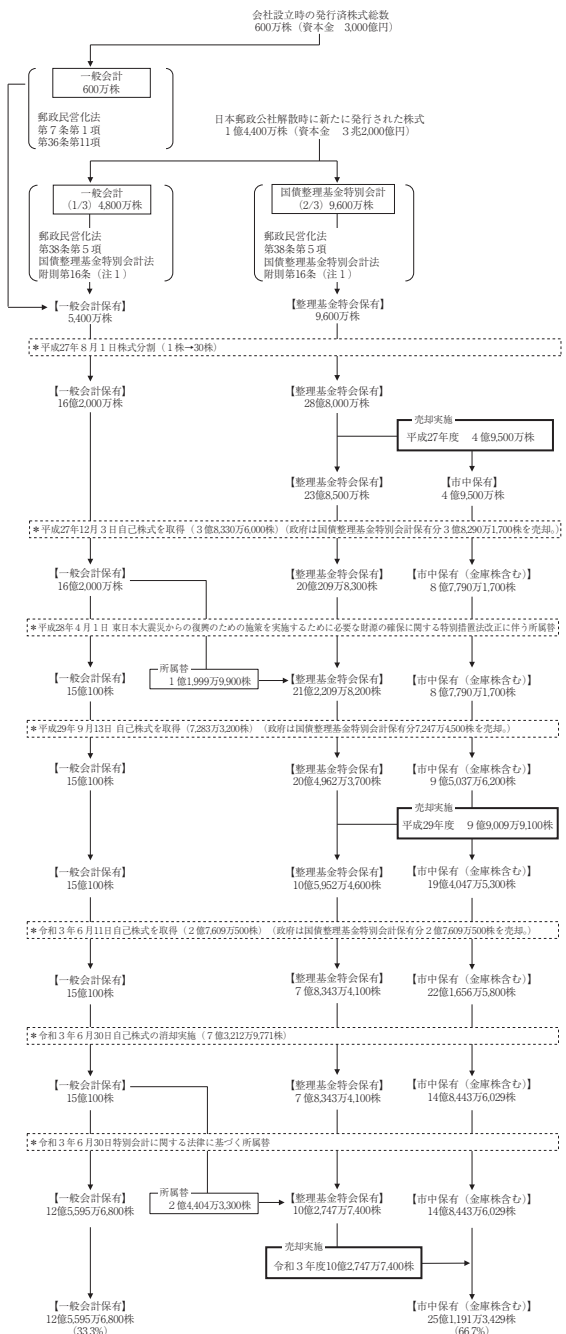 会社設立時の発行済株式総数
600万株（資本金　3,000億円）
一般会計
600万株
郵政民営化法
第７条第１項
第36条第11項
日本郵政公社解散時に新たに発行された株式
１億4,400万株（資本金　３兆2,000億円）
一般会計
（1/3）4,800万株
国債整理基金特別会計
（2/3）9,600万株
郵政民営化法
第38条第５項
国債整理基金特別会計法
附則第16条（注１）
郵政民営化法
第38条第５項
国債整理基金特別会計法
附則第16条（注１）
【一般会計保有】
5,400万株
【整理基金特会保有】
9,600万株
＊平成27年８月１日株式分割（１株→30株）
【一般会計保有】
16億2,000万株
【整理基金特会保有】
28億8,000万株
売却実施
平成27年度　４億9,500万株
【整理基金特会保有】
23億8,500万株
【市中保有】
４億9,500万株
＊平成27年12月３日自己株式を取得（３億8,330万6,000株）（政府は国債整理基金特別会計保有分３億8,290万1,700株を売却。）
【一般会計保有】
16億2,000万株
【整理基金特会保有】
20億209万8,300株
【市中保有（金庫株含む）】
８億7,790万1,700株
＊平成28年４月１日 東日本大震災からの復興のための施策を実施するために必要な財源の確保に関する特別措置法改正に伴う所属替
【一般会計保有】
15億100株
所属替
１億1,999万9,900株
【整理基金特会保有】
21億2,209万8,200株
【市中保有（金庫株含む）】
８億7,790万1,700株
＊平成29年９月13日 自己株式を取得（7,283万3,200株）（政府は国債整理基金特別会計保有分7,247万4,500株を売却。）
【一般会計保有】
15億100株
【整理基金特会保有】
20億4,962万3,700株
【市中保有（金庫株含む）】
９億5,037万6,200株
売却実施
平成29年度　９億9,009万9,100株
【一般会計保有】
15億100株
【整理基金特会保有】
10億5,952万4,600株
【市中保有（金庫株含む）】
19億4,047万5,300株
＊令和３年６月11日自己株式を取得（２億7,609万500株）（政府は国債整理基金特別会計保有分２億7,609万500株を売却。）
【一般会計保有】
15億100株
【整理基金特会保有】
７億8,343万4,100株
【市中保有（金庫株含む）】
22億1,656万5,800株
＊令和３年６月30日自己株式の消却実施（７億3,212万9,771株）
【一般会計保有】
15億100株
【整理基金特会保有】
７億8,343万4,100株
【市中保有（金庫株含む）】
14億8,443万6,029株
＊令和３年６月30日特別会計に関する法律に基づく所属替
【一般会計保有】
12億5,595万6,800株
所属替
２億4,404万3,300株
【整理基金特会保有】
10億2,747万7,400株
【市中保有（金庫株含む）】
14億8,443万6,029株
売却実施
令和３年度10億2,747万7,400株
【一般会計保有】
12億5,595万6,800株
（33.3%）
【市中保有（金庫株含む）】
25億1,191万3,429株
（66.7%）